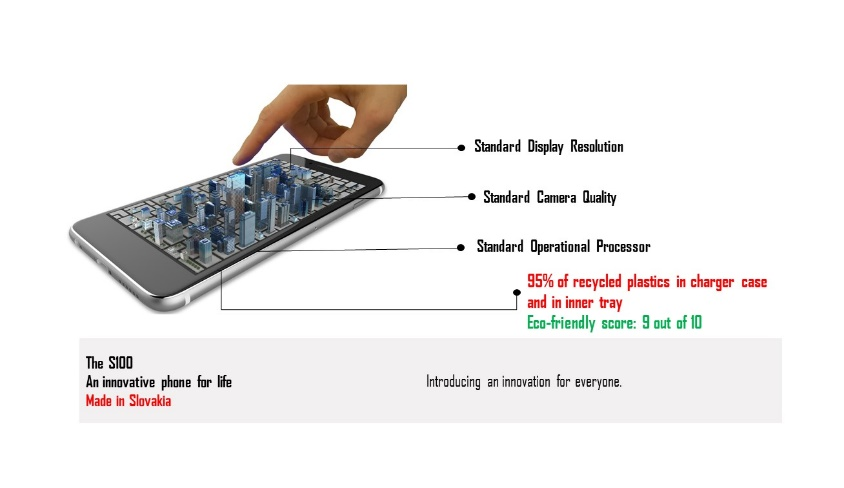 Standard Display Resolution
Standard Camera Quality
Standard Operational Processor
95% of recycled plastics in charger case
and in inner tray
Eco-friendly score: 9 out of 10
The S100
An innovative phone for life
Made in Slovakia
Introducing an innovation for everyone.